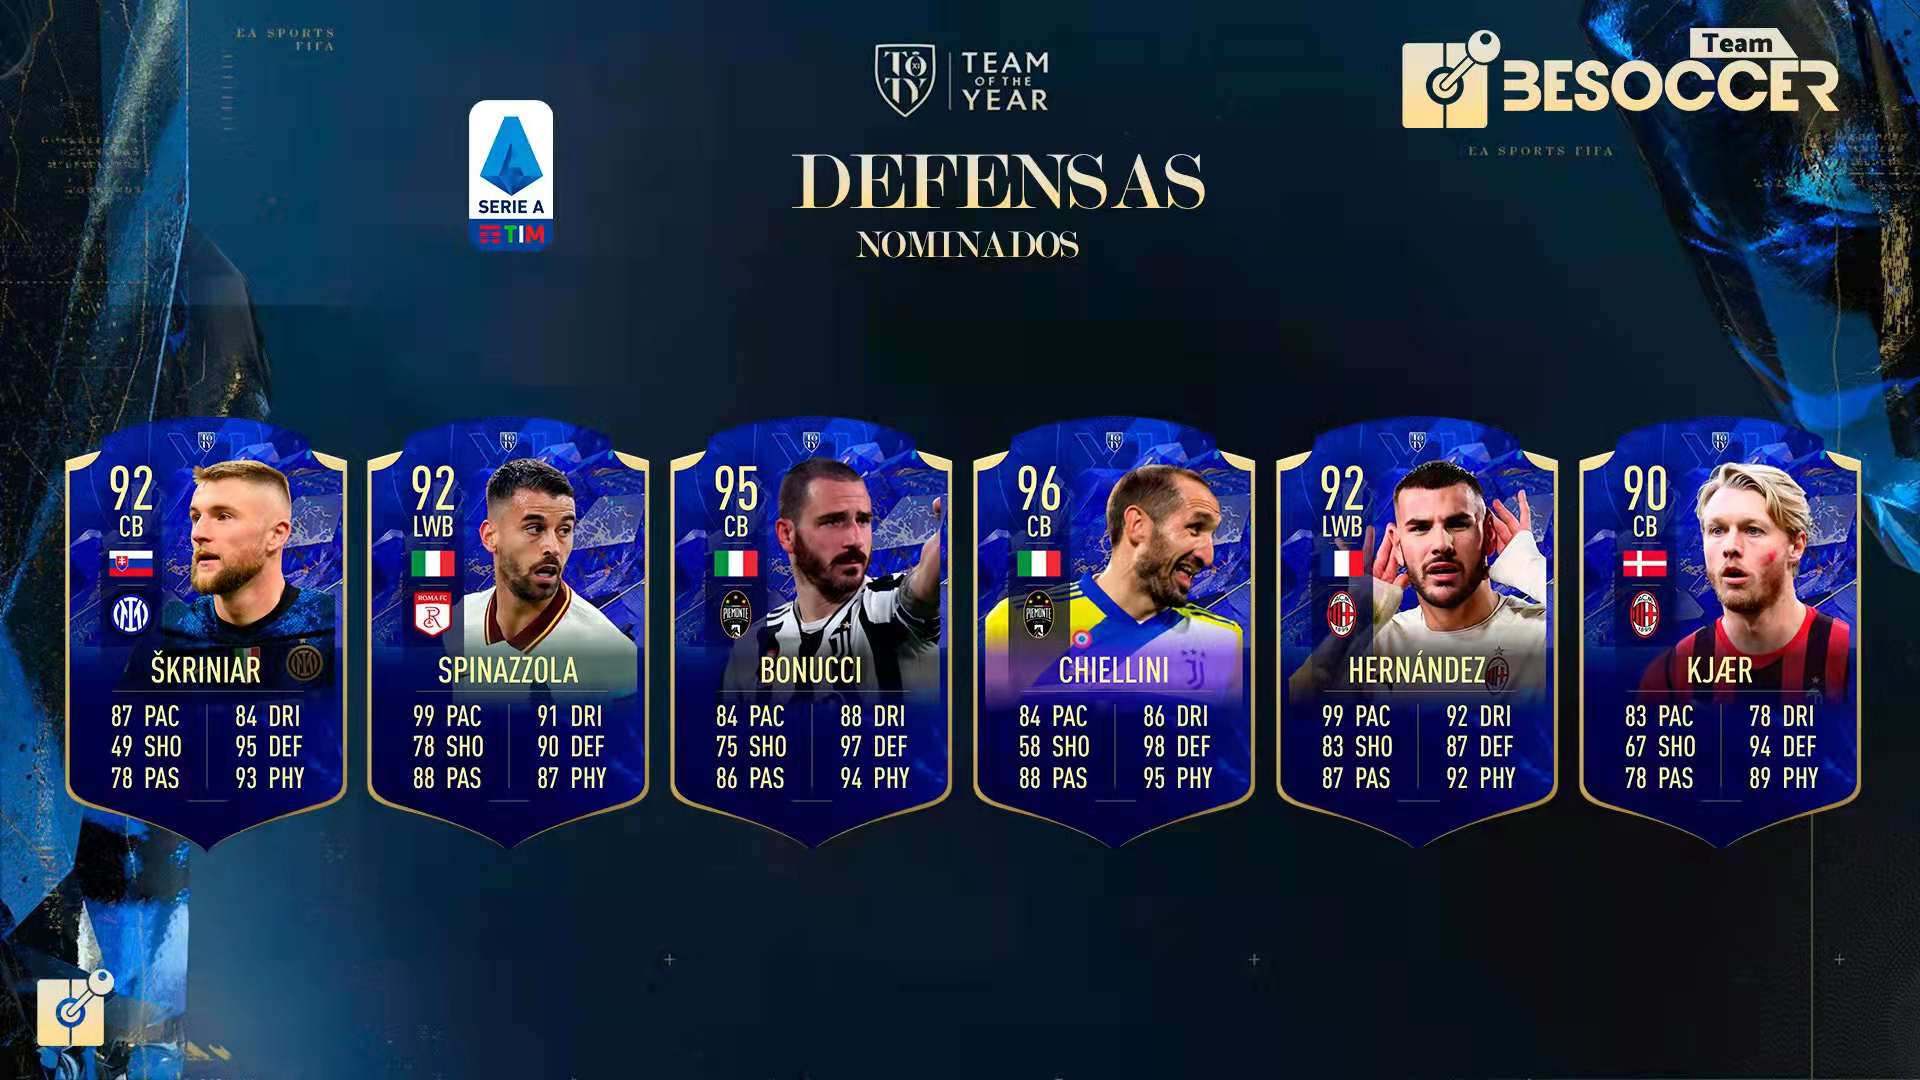 EA SPORTS
FIFA
TEAM
OF THE
YEAR
Team
BESOCCER
EA SPORTS FIFA
SERIE A
TIM
DEFENSAS
NOMINADOS
92
CB
ŠKRINIAR
87 PAC 84 DRI
49 SHO 95 DEF
78 PAS 93 PHY
92
LWB
ROMA FC
SPINAZZOLA
99 PAC 91 DRI
78 SHO 90 DEF
88 PAS 87 PHY
95
CB
PIEMONTE
BONUCCI
84 PAC 88 DRI
75 SHO 97 DEF
86 PAS 94 PHY
96
CB
PIEMONTE
CHIELLINI
84 PAC 86 DRI
58 SHO 98 DEF
88 PAS 95 PHY
92
LWB
ACM
1899
HERNÁNDEZ
99 PAC 92 DRI
83 SHO 87 DEF
87 PAS 92 PHY
90
CB
ACM
1899
KJÆR
83 PAC 78 DRI
67 SHO 94 DEF
78 PAS 89 PHY